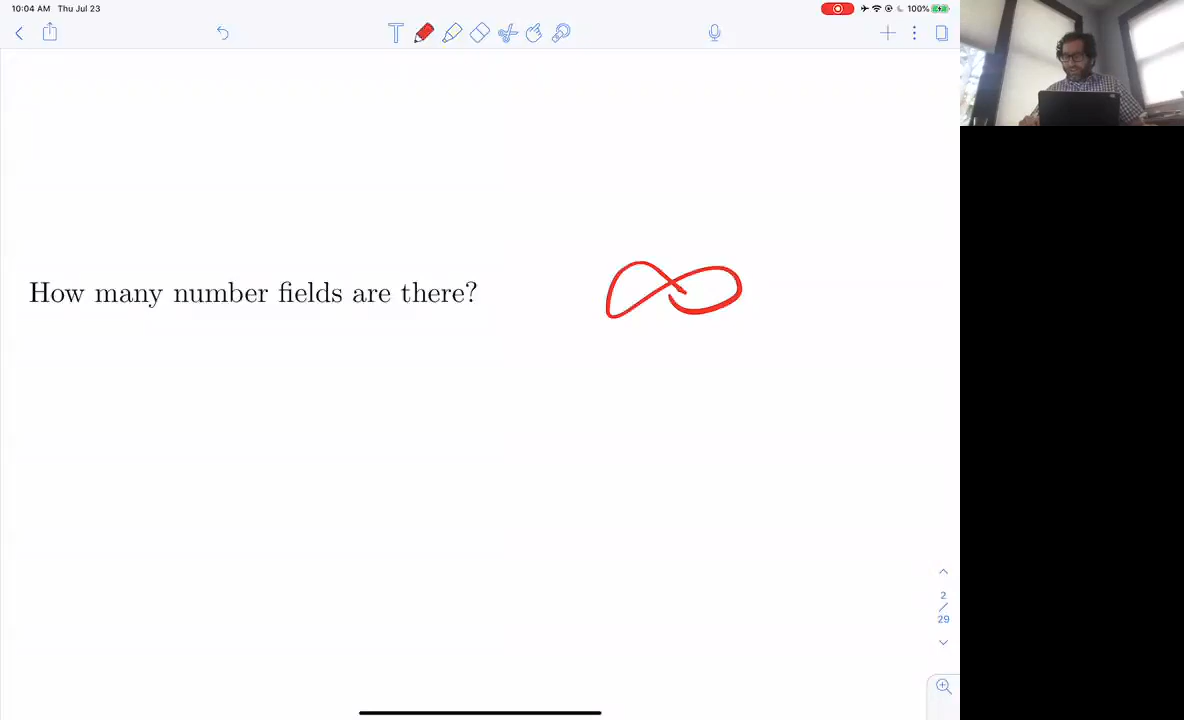 10:04 AM Thu Jul 23
100%
T
How many number fields are there?
∞
2
/
29